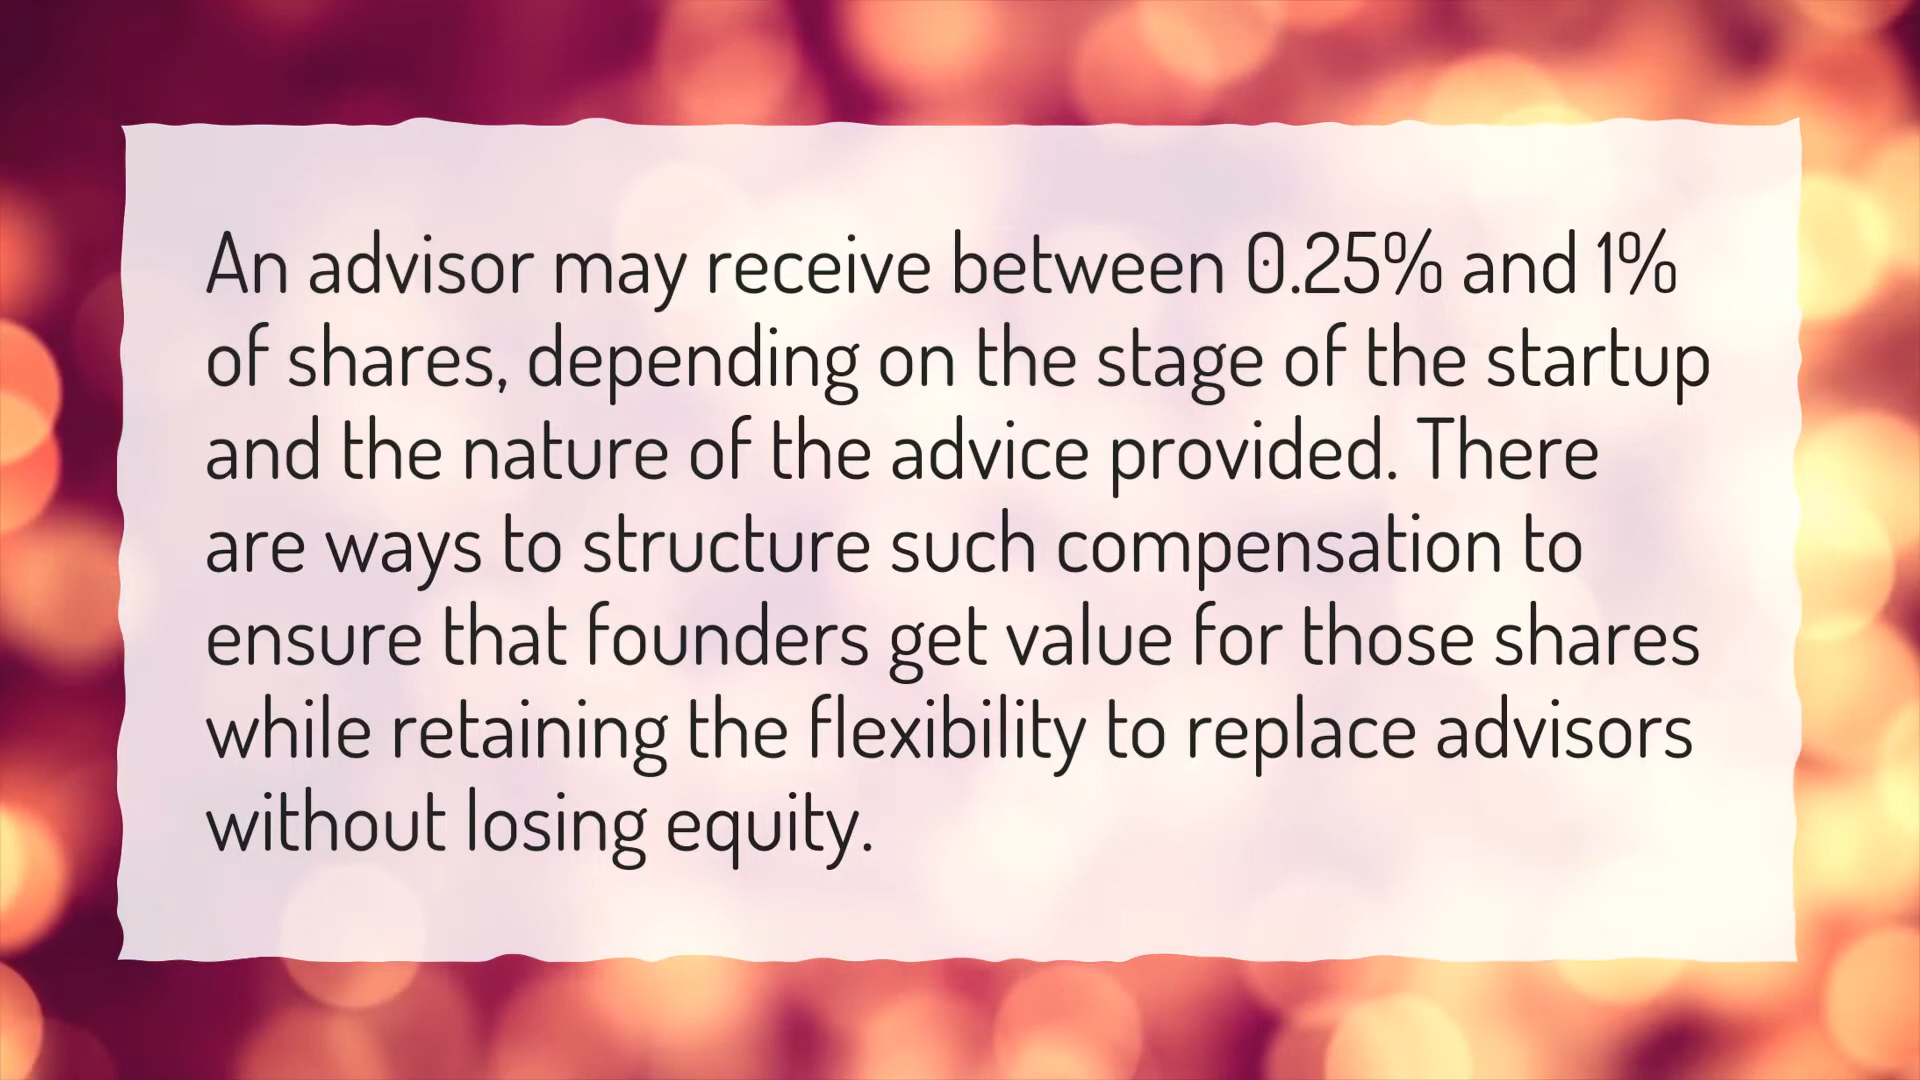 An advisor may receive between 0.25% and 1%
of shares, depending on the stage of the startup
and the nature of the advice provided. There
are ways to structure such compensation to
ensure that founders get value for those shares
while retaining the flexibility to replace advisors
without losing equity.